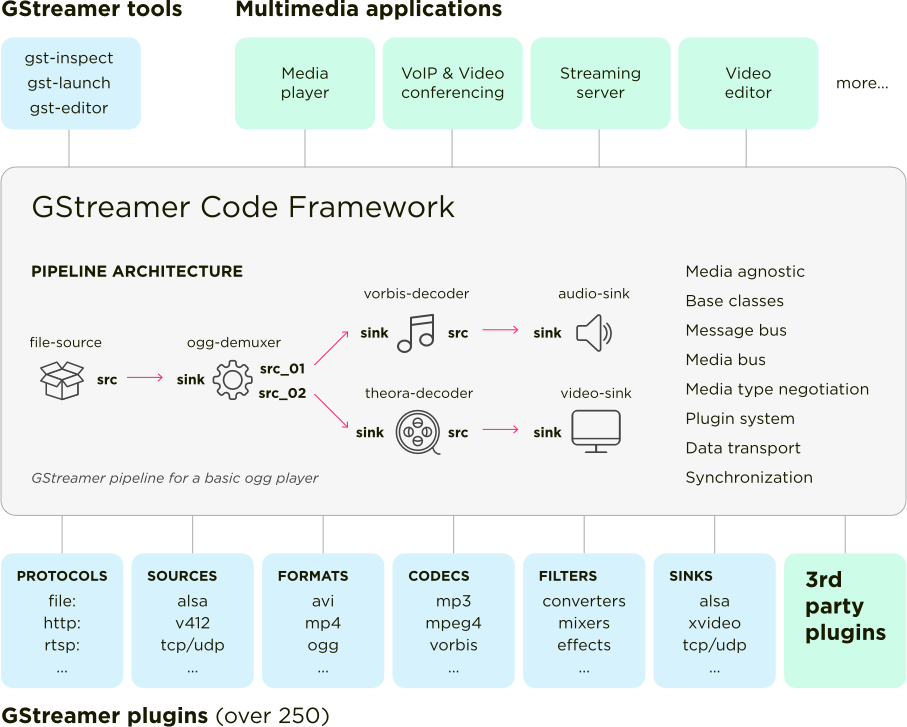 GStreamer tools
Multimedia applications
gst-inspect
gst-launch
gst-editor
Media
player
VoIP & Video
conferencing
Streaming
server
Video
editor
more...
GStreamer Code Framework
PIPELINE ARCHITECTURE
file-source
src
ogg-demuxer
sink
src_01
src_02
vorbis-decoder
sink
src
audio-sink
sink
theora-decoder
sink
src
video-sink
sink
GStreamer pipeline for a basic ogg player
Media agnostic
Base classes
Message bus
Media bus
Media type negotiation
Plugin system
Data transport
Synchronization
PROTOCOLS
file:
http:
rtsp:
...
SOURCES
alsa
v412
tcp/udp
...
FORMATS
avi
mp4
ogg
...
CODECS
mp3
mpeg4
vorbis
...
FILTERS
converters
mixers
effects
...
SINKS
alsa
xvideo
tcp/udp
...
3rd
party
plugins
GStreamer plugins (over 250)